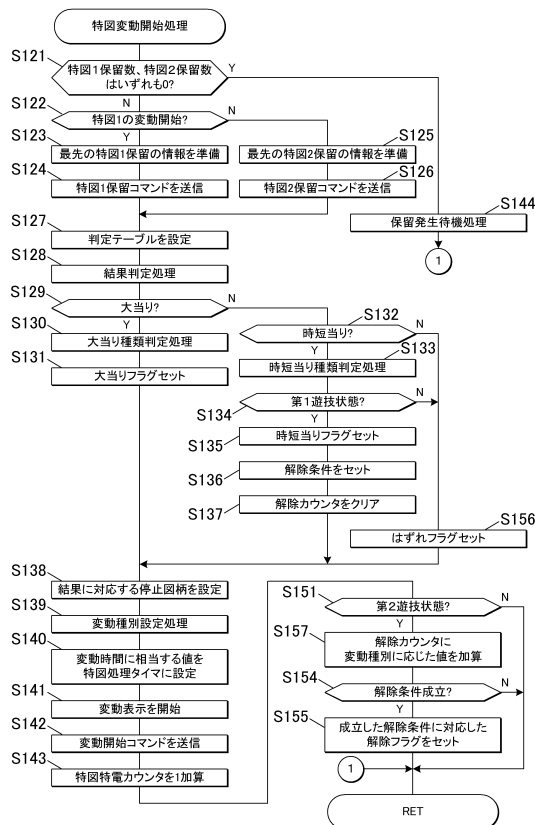 特図変動開始処理
S121
特図1保留数、特図2保留数
はいずれも0?
Y
N
S122
特図1の変動開始?
N
Y
S123
最先の特図1保留の情報を準備
S124
特図1保留コマンドを送信
S125
最先の特図2保留の情報を準備
S126
特図2保留コマンドを送信
S144
保留発生待機処理
1
S127
判定テーブルを設定
S128
結果判定処理
S129
大当り?
N
Y
S130
大当り種類判定処理
S131
大当りフラグセット
S132
時短当り?
N
Y
S133
時短当り種類判定処理
S134
第1遊技状態?
N
Y
S135
時短当りフラグセット
S136
解除条件をセット
S137
解除カウンタをクリア
S156
はずれフラグセット
S138
結果に対応する停止図柄を設定
S139
変動種別設定処理
S140
変動時間に相当する値を
特図処理タイマに設定
S141
変動表示を開始
S142
変動開始コマンドを送信
S143
特図特電カウンタを1加算
S151
第2遊技状態?
N
Y
S157
解除カウンタに
変動種別に応じた値を加算
S154
解除条件成立?
N
Y
S155
成立した解除条件に対応した
解除フラグをセット
1
RET